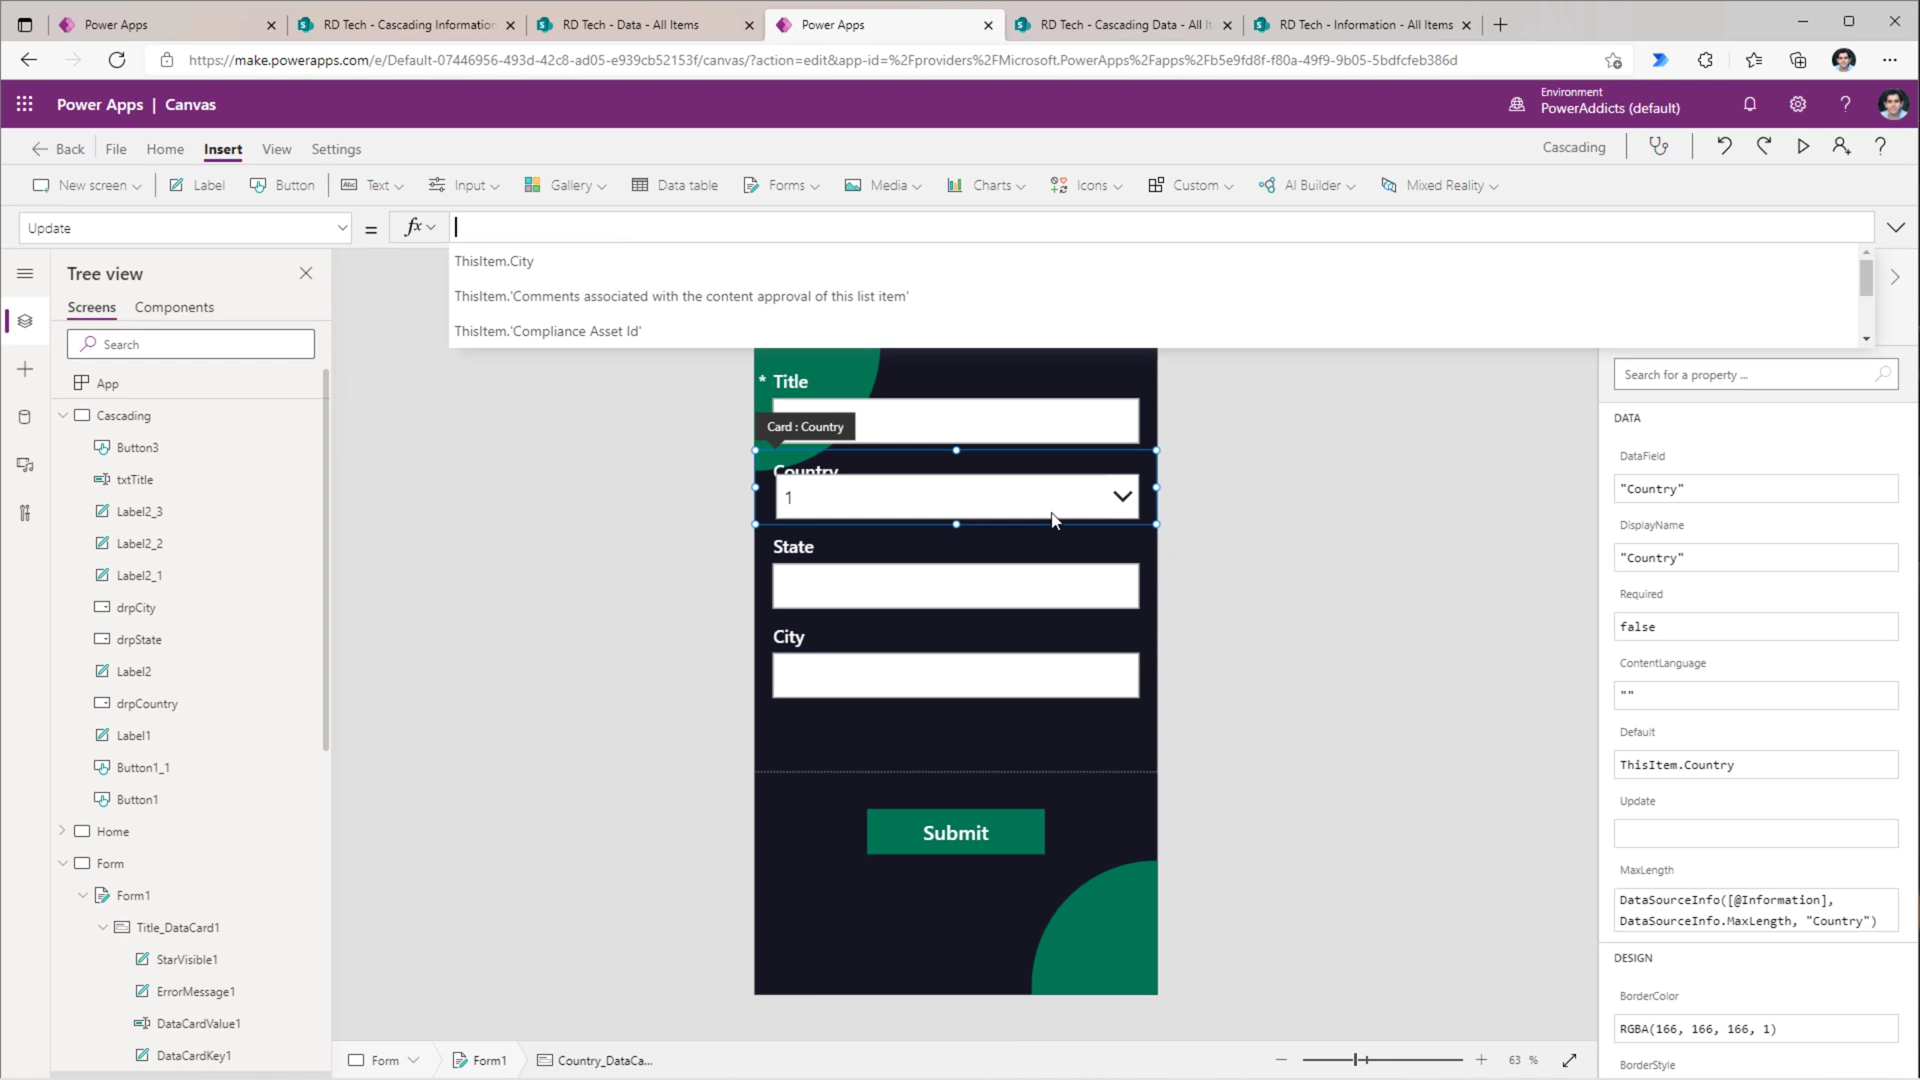 Power Apps
RD Tech - Cascading Information
RD Tech - Data - All Items
Power Apps
RD Tech - Cascading Data - All It
RD Tech - Information - All Items
https://make.powerapps.com/e/Default-07446956-493d-42c8-ad05-e939cb52153f/canvas/?action=edit&app-id=%2Fproviders%2FMicrosoft.PowerApps%2Fapps%2Fb5e9fd8f-f80a-49f9-9b05-5bdfcfeb386d
Power Apps | Canvas
Environment
PowerAddicts (default)
Back File Home Insert View Settings
Cascading
New screen Label Button Text Input Gallery Data table Forms Media Charts Icons Custom AI Builder Mixed Reality
Update = fx
ThisItem.City
ThisItem.'Comments associated with the content approval of this list item'
ThisItem.'Compliance Asset Id'
Tree view
Screens Components
Search
App
Cascading
Button3
txtTitle
Label2_3
Label2_2
Label2_1
drpCity
drpState
Label2
drpCountry
Label1
Button1_1
Button1
Home
Form
Form1
Title_DataCard1
StarVisible1
ErrorMessage1
DataCardValue1
DataCardKey1
* Title
Card : Country
Country
1
State
City
Submit
Form
Form1
Country_DataCa...
63 %
Search for a property ...
DATA
DataField
"Country"
DisplayName
"Country"
Required
false
ContentLanguage
""
Default
ThisItem.Country
Update
MaxLength
DataSourceInfo([@Information],
DataSourceInfo.MaxLength, "Country")
DESIGN
BorderColor
RGBA(166, 166, 166, 1)
BorderStyle